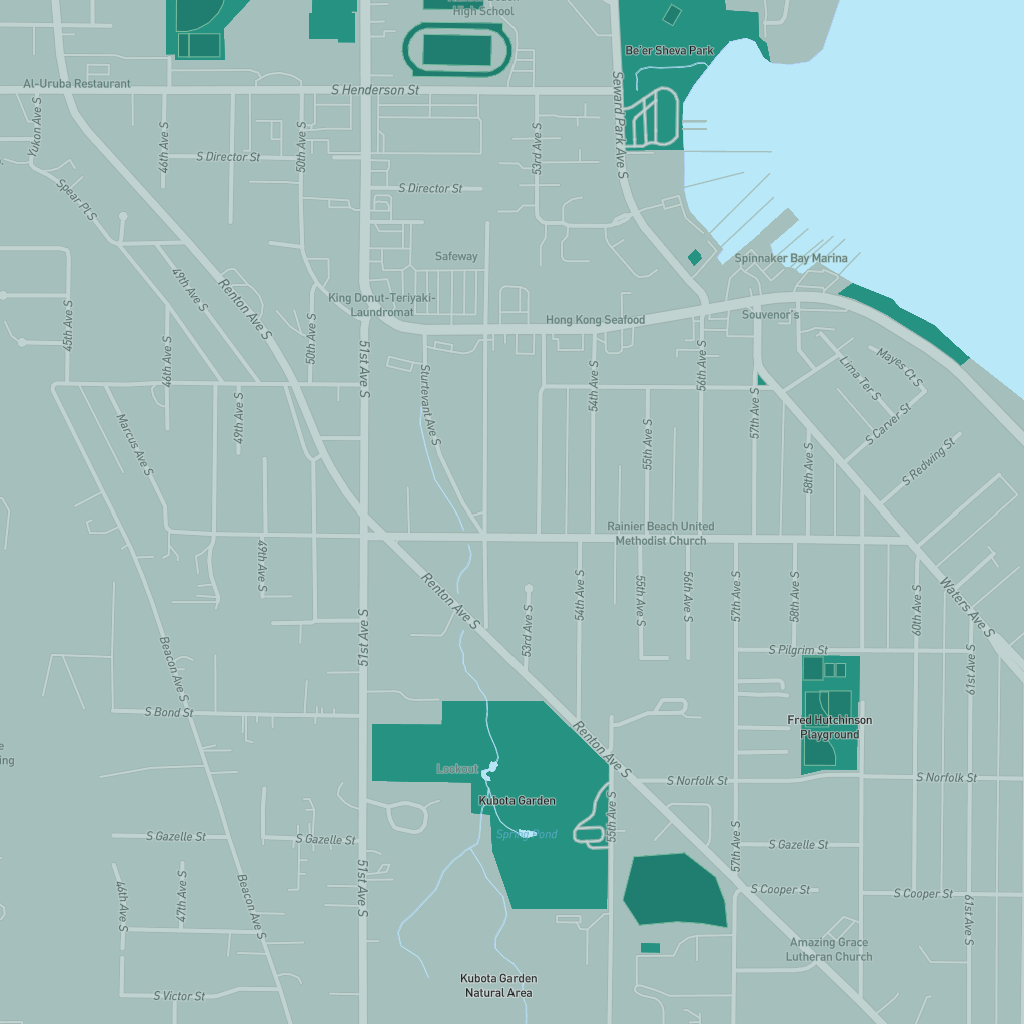 High School
Be'er Sheva Park
Al-Uruba Restaurant
S Henderson St
Seward Park Ave S
Yukon Ave S
46th Ave S
50th Ave S
53rd Ave S
S Director St
S Director St
Spear Pl S
49th Ave S
Renton Ave S
Safeway
Spinnaker Bay Marina
King Donut-Teriyaki-
Laundromat
Hong Kong Seafood
Souvenor's
45th Ave S
46th Ave S
50th Ave S
51st Ave S
Sturtevant Ave S
54th Ave S
56th Ave S
57th Ave S
Lima Ter S
Mayes Ct S
S Carver St
S Redwing St
Marcus Ave S
49th Ave S
55th Ave S
58th Ave S
Rainier Beach United
Methodist Church
49th Ave S
Renton Ave S
53rd Ave S
54th Ave S
55th Ave S
56th Ave S
57th Ave S
58th Ave S
60th Ave S
Waters Ave S
51st Ave S
Beacon Ave S
S Pilgrim St
61st Ave S
S Bond St
Fred Hutchinson
Playground
Renton Ave S
Lookout
S Norfolk St
S Norfolk St
Kubota Garden
Spring Pond
55th Ave S
S Gazelle St
S Gazelle St
S Gazelle St
57th Ave S
46th Ave S
47th Ave S
Beacon Ave S
51st Ave S
S Cooper St
S Cooper St
61st Ave S
Amazing Grace
Lutheran Church
Kubota Garden
Natural Area
S Victor St